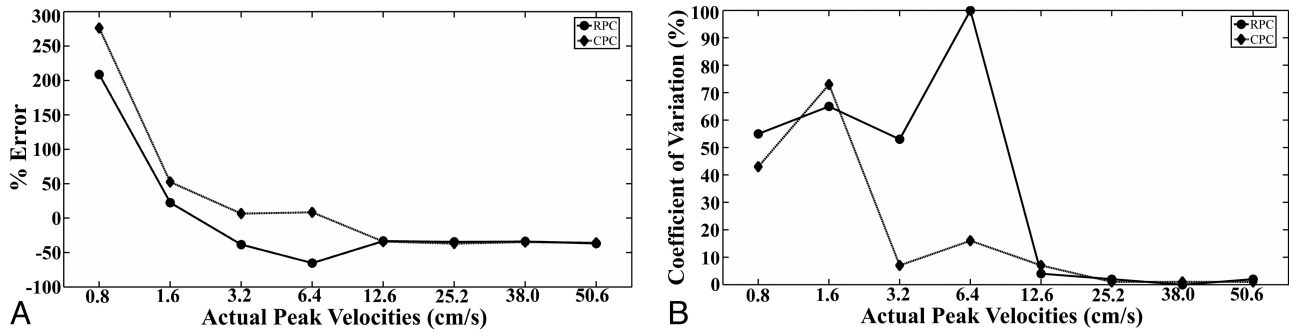 300
250
200
150
100
50
0
-50
-100
% Error
RPC
CPC
0.8 1.6 3.2 6.4 12.6 25.2 38.0 50.6
Actual Peak Velocities (cm/s)
A
100
90
80
70
60
50
40
30
20
10
0
Coefficient of Variation (%)
RPC
CPC
0.8 1.6 3.2 6.4 12.6 25.2 38.0 50.6
Actual Peak Velocities (cm/s)
B